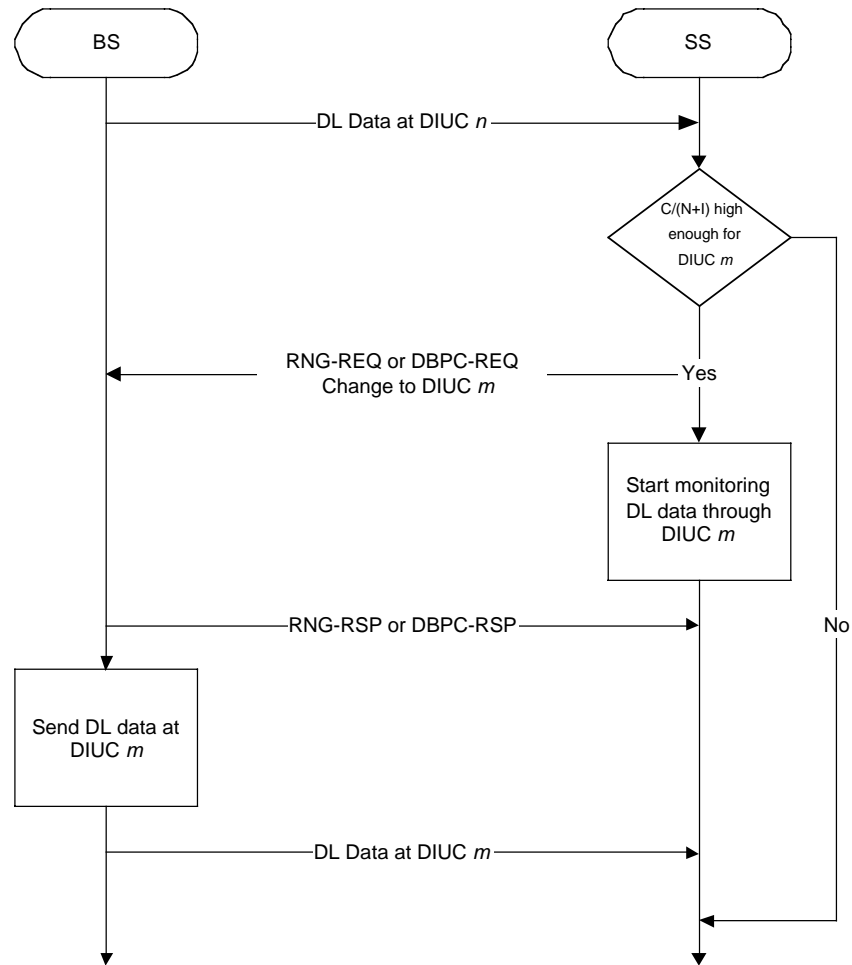 BS
SS
DL Data at DIUC n
C/(N+I) high
enough for
DIUC m
RNG-REQ or DBPC-REQ
Change to DIUC m
Yes
Start monitoring
DL data through
DIUC m
RNG-RSP or DBPC-RSP
No
Send DL data at
DIUC m
DL Data at DIUC m